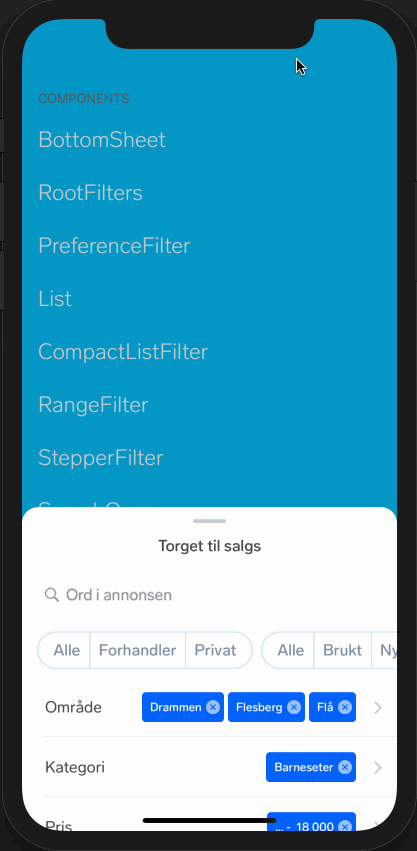 COMPONENTS
BottomSheet
RootFilters
PreferenceFilter
List
CompactListFilter
RangeFilter
StepperFilter
Torget til salgs
Ord i annonsen
Alle Forhandler Privat Alle Brukt Ny
Område Drammen Flesberg Flå
Kategori Barneseter
Pris ... - 18 000